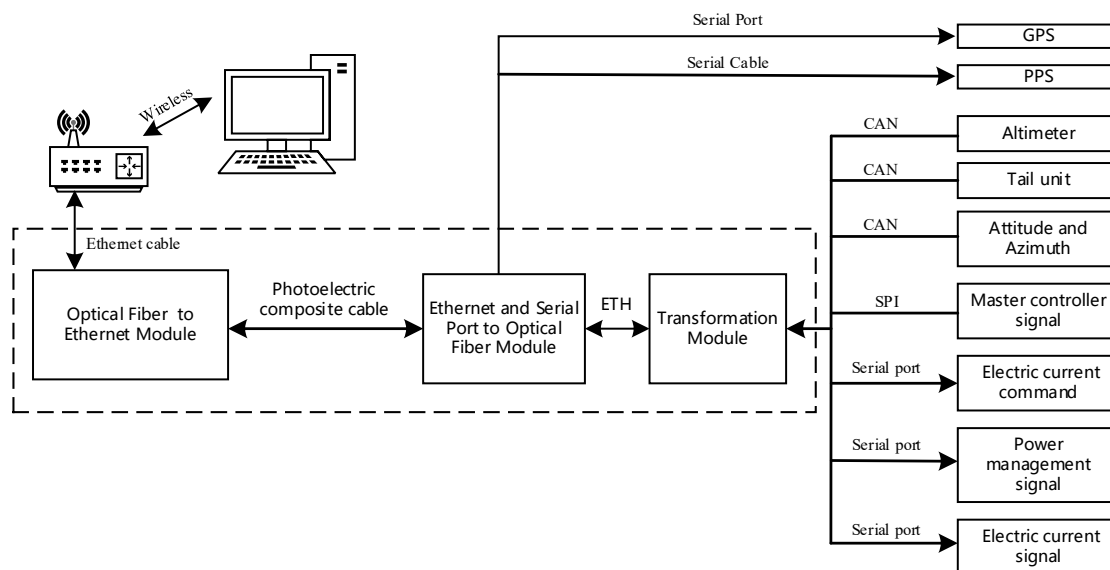 Serial Port
GPS
Serial Cable
PPS
Wireless
CAN
Altimeter
CAN
Tail unit
CAN
Attitude and
Azimuth
Ethernet cable
Optical Fiber to
Ethernet Module
Photoelectric
composite cable
Ethernet and Serial
Port to Optical
Fiber Module
ETH
Transformation
Module
SPI
Master controller
signal
Serial port
Electric current
command
Serial port
Power
management
signal
Serial port
Electric current
signal